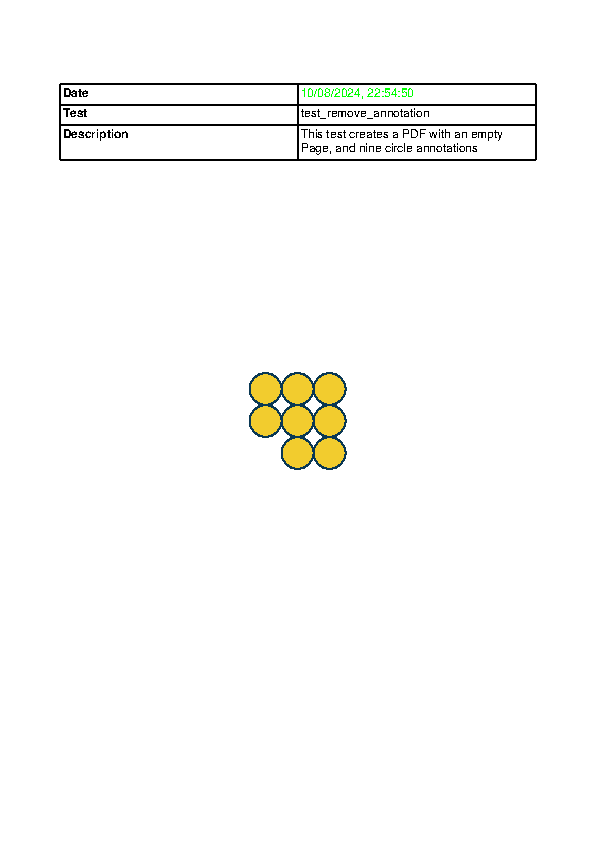 Date 10/08/2024, 22:54:50
Test test_remove_annotation
Description This test creates a PDF with an empty
Page, and nine circle annotations